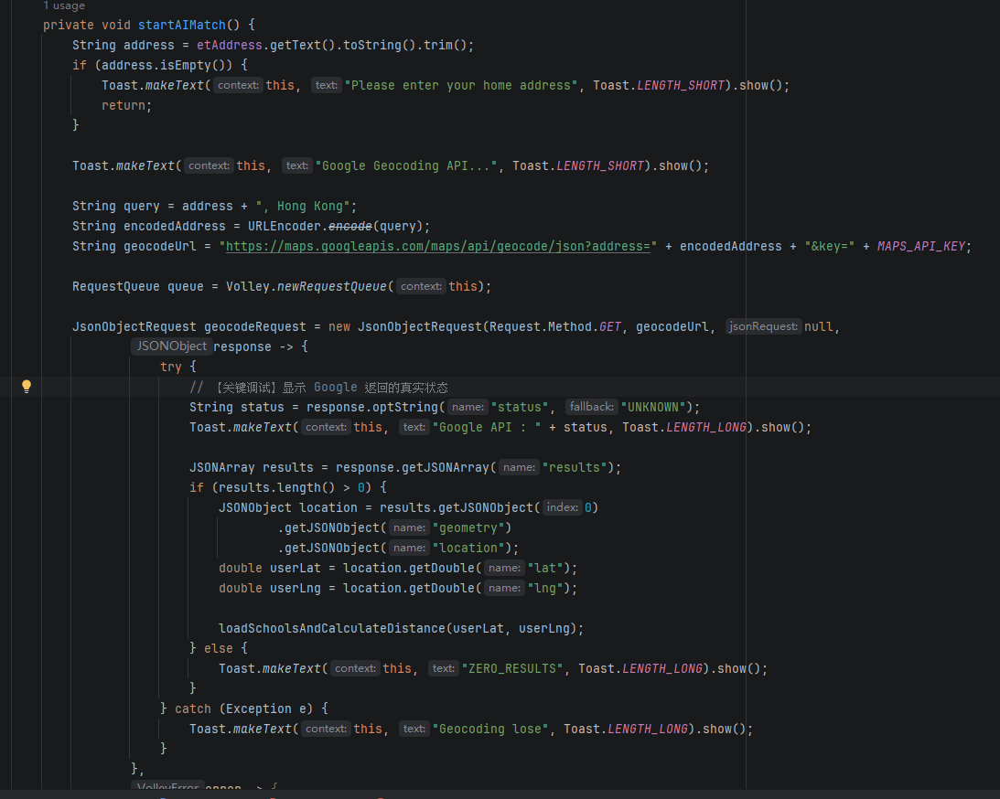 1 usage
private void startAIMatch() {
String address = etAddress.getText().toString().trim();
if (address.isEmpty()) {
Toast.makeText( context: this, text: "Please enter your home address", Toast.LENGTH_SHORT).show();
return;
}
Toast.makeText( context: this, text: "Google Geocoding API...", Toast.LENGTH_SHORT).show();
String query = address + ", Hong Kong";
String encodedAddress = URLEncoder.encode(query);
String geocodeUrl = "https://maps.googleapis.com/maps/api/geocode/json?address=" + encodedAddress + "&key=" + MAPS_API_KEY;
RequestQueue queue = Volley.newRequestQueue( context: this);
JsonObjectRequest geocodeRequest = new JsonObjectRequest(Request.Method.GET, geocodeUrl, jsonRequest: null,
JSONObject response -> {
try {
// 【关键调试】显示 Google 返回的真实状态
String status = response.optString( name: "status", fallback: "UNKNOWN");
Toast.makeText( context: this, text: "Google API : " + status, Toast.LENGTH_LONG).show();
JSONArray results = response.getJSONArray( name: "results");
if (results.length() > 0) {
JSONObject location = results.getJSONObject( index: 0)
.getJSONObject( name: "geometry")
.getJSONObject( name: "location");
double userLat = location.getDouble( name: "lat");
double userLng = location.getDouble( name: "lng");
loadSchoolsAndCalculateDistance(userLat, userLng);
} else {
Toast.makeText( context: this, text: "ZERO_RESULTS", Toast.LENGTH_LONG).show();
}
} catch (Exception e) {
Toast.makeText( context: this, text: "Geocoding lose", Toast.LENGTH_LONG).show();
}
},
VolleyError error -> {